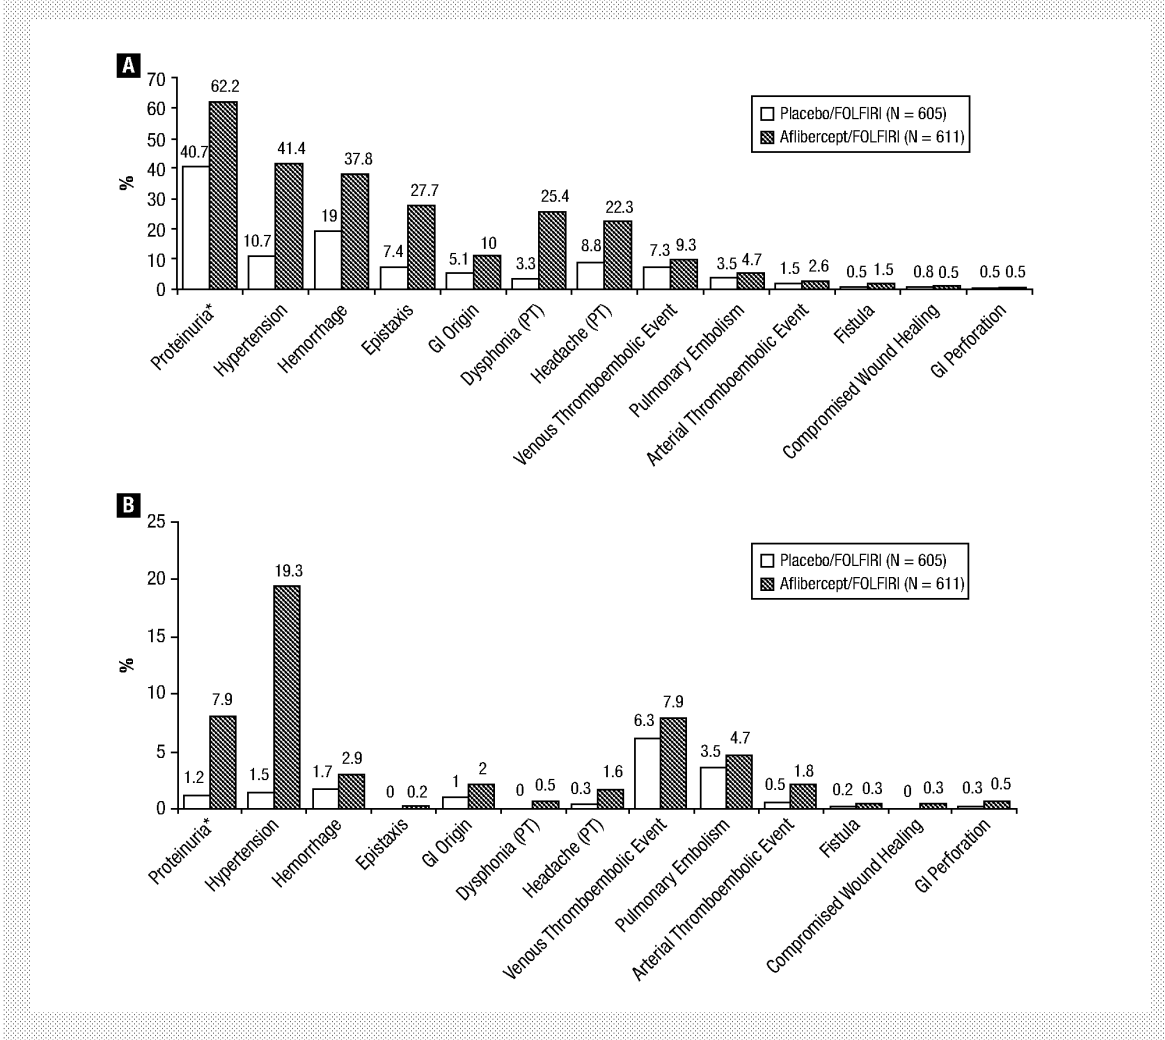 A
70
60
50
40
30
20
10
0
%
40.7 62.2
10.7 41.4
19 37.8
7.4 27.7
5.1 10
3.3 25.4
8.8 22.3
7.3 9.3
3.5 4.7
1.5 2.6
0.5 1.5
0.8 0.5
0.5 0.5
Placebo/FOLFIRI (N = 605)
Aflibercept/FOLFIRI (N = 611)
Proteinuria*
Hypertension
Hemorrhage
Epistaxis
GI Origin
Dysphonia (PT)
Headache (PT)
Venous Thromboembolic Event
Pulmonary Embolism
Arterial Thromboembolic Event
Fistula
Compromised Wound Healing
GI Perforation
B
25
20
15
10
5
0
%
1.2 7.9
1.5 19.3
1.7 2.9
0 0.2
1 2
0 0.5
0.3 1.6
6.3 7.9
3.5 4.7
0.5 1.8
0.2 0.3
0 0.3
0.3 0.5
Placebo/FOLFIRI (N = 605)
Aflibercept/FOLFIRI (N = 611)
Proteinuria*
Hypertension
Hemorrhage
Epistaxis
GI Origin
Dysphonia (PT)
Headache (PT)
Venous Thromboembolic Event
Pulmonary Embolism
Arterial Thromboembolic Event
Fistula
Compromised Wound Healing
GI Perforation